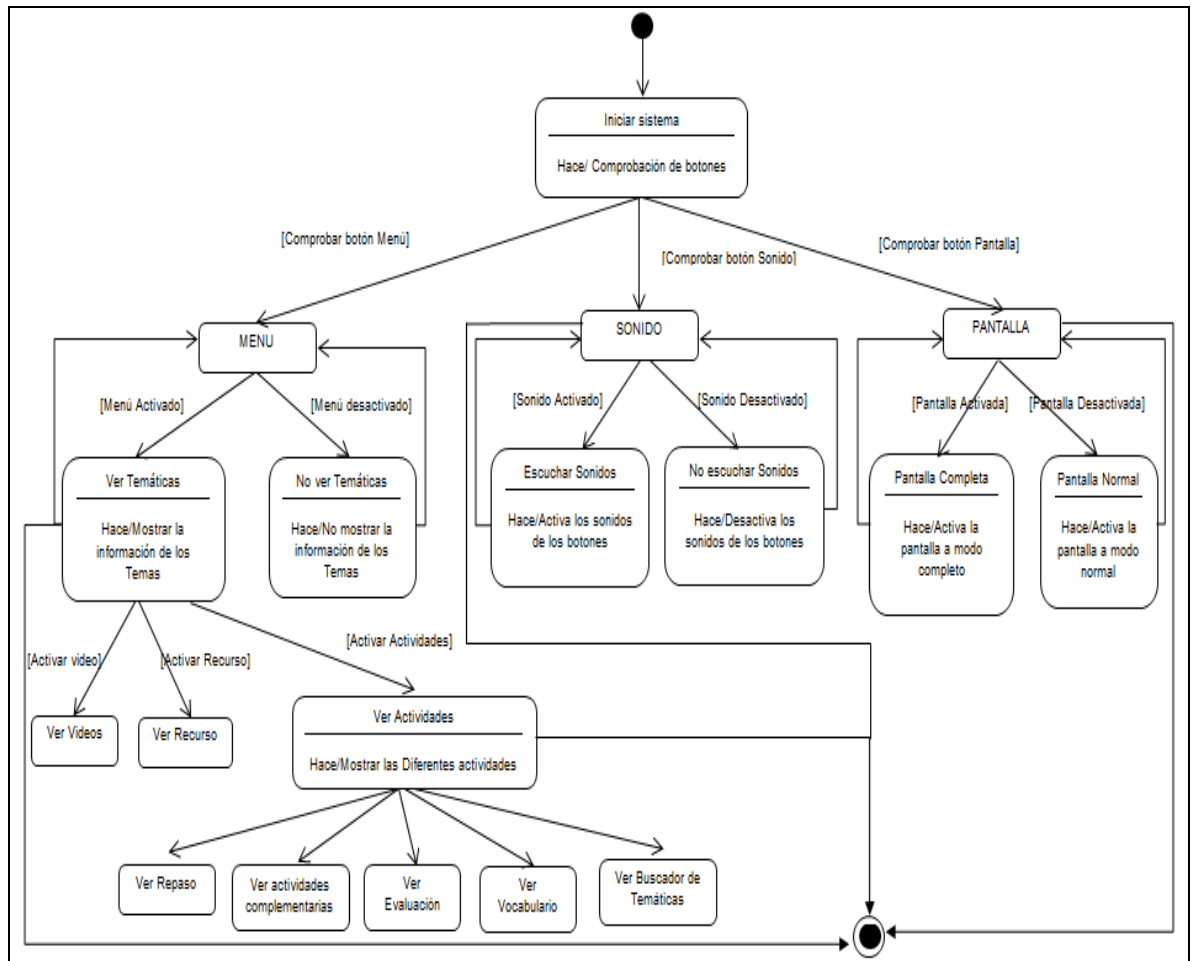 Iniciar sistema
Hace/ Comprobación de botones
[Comprobar botón Menú]
[Comprobar botón Sonido]
[Comprobar botón Pantalla]
MENU
SONIDO
PANTALLA
[Menú Activado]
[Menú desactivado]
[Sonido Activado]
[Sonido Desactivado]
[Pantalla Activada]
[Pantalla Desactivada]
Ver Temáticas
Hace/Mostrar la
información de los
Temas
No ver Temáticas
Hace/No mostrar la
información de los
Temas
Escuchar Sonidos
Hace/Activa los sonidos
de los botones
No escuchar Sonidos
Hace/Desactiva los
sonidos de los botones
Pantalla Completa
Hace/Activa la
pantalla a modo
completo
Pantalla Normal
Hace/Activa la
pantalla a modo
normal
[Activar video]
[Activar Recurso]
[Activar Actividades]
Ver Videos
Ver Recurso
Ver Actividades
Hace/Mostrar las Diferentes actividades
Ver Repaso
Ver actividades
complementarias
Ver
Evaluación
Ver
Vocabulario
Ver Buscador de
Temáticas